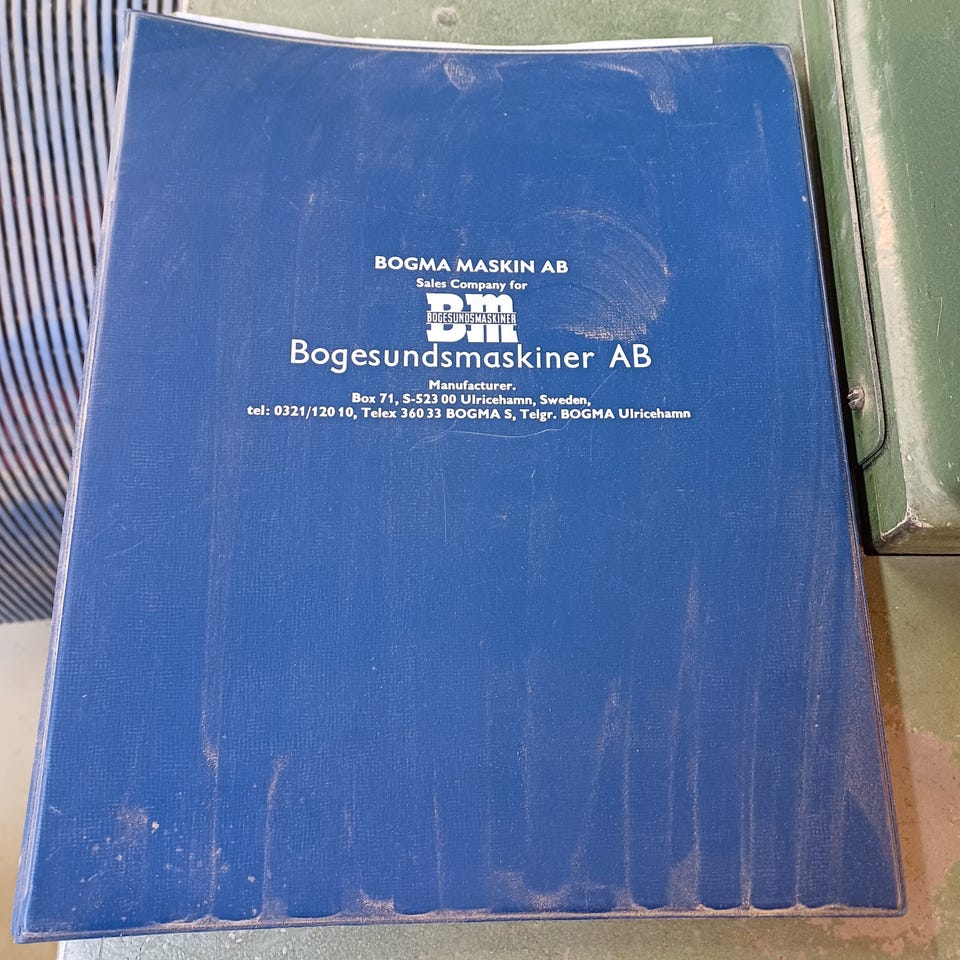 BOGMA MASKIN AB
Sales Company for
BM
BOGESUNDSMASKINER
Bogesundsmaskiner AB
Manufacturer.
Box 71, S-523 00 Ulricehamn, Sweden,
tel: 0321/120 10, Telex 360 33 BOGMA S, Telgr. BOGMA Ulricehamn